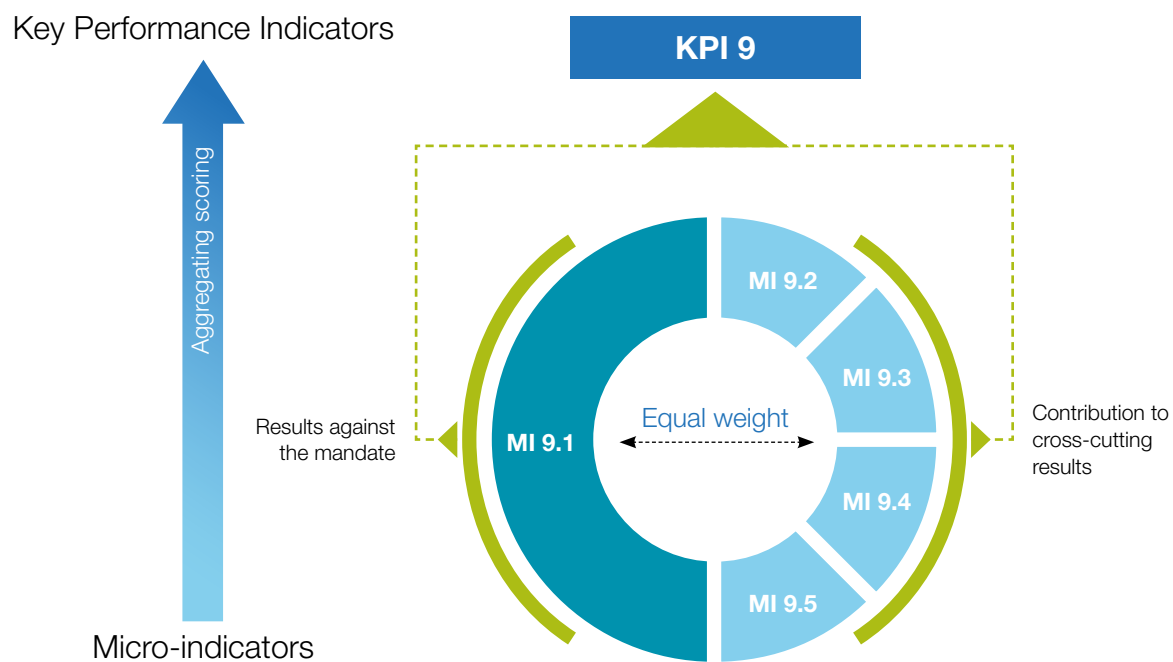 Key Performance Indicators
KPI 9
Aggregating scoring
MI 9.2
MI 9.3
Equal weight
Results against
the mandate
MI 9.1
Contribution to
cross-cutting
results
MI 9.4
MI 9.5
Micro-indicators